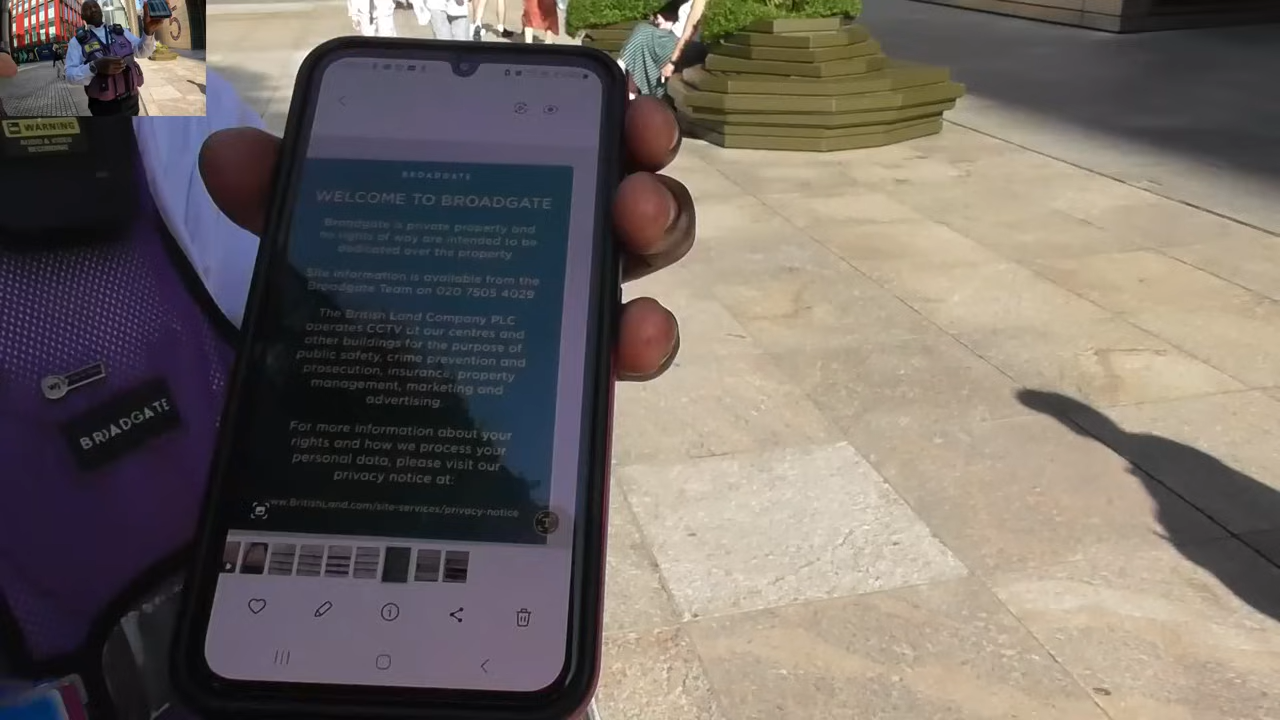 WARNING
AUDIO & VIDEO
RECORDING
BROADGATE
BROADGATE
WELCOME TO BROADGATE
Broadgate is private property and
no rights of way are intended to be
dedicated over the property
Site information is available from the
Broadgate Team on 020 7505 4029
The British Land Company PLC
operates CCTV at our centres and
other buildings for the purpose of
public safety, crime prevention and
prosecution, insurance, property
management, marketing and
advertising.
For more information about your
rights and how we process your
personal data, please visit our
privacy notice at:
www.BritishLand.com/site-services/privacy-notice